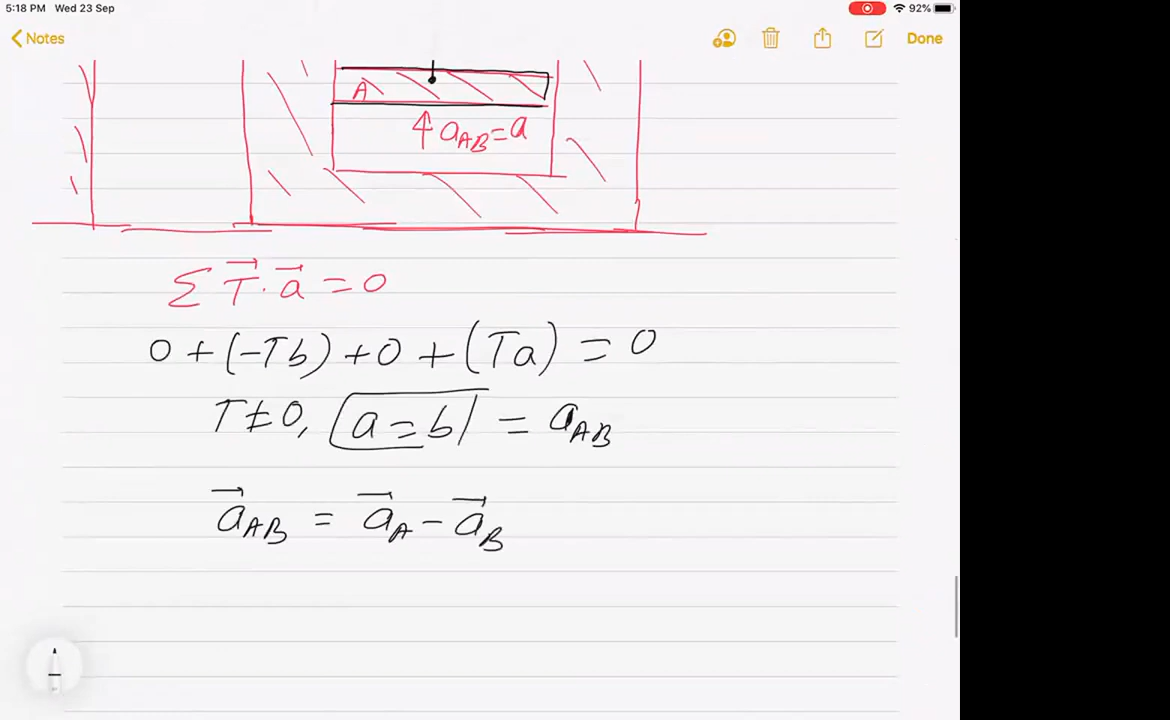 5:18 PM Wed 23 Sep 92%
Notes Done
A
↑ a_AB = a
Σ T⃗ · a⃗ = 0
0 + (-Tb) + 0 + (Ta) = 0
T ≠ 0, a = b = a_AB
a⃗_AB = a⃗_A - a⃗_B